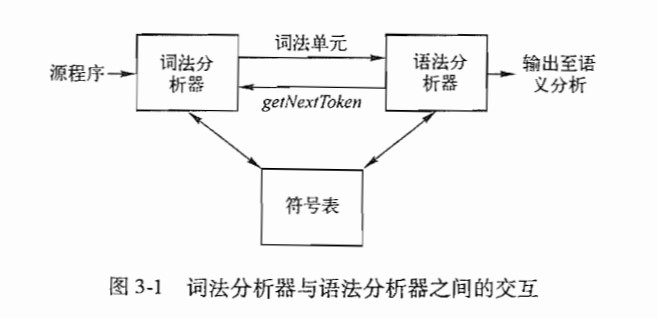 源程序
词法分
析器
词法单元
getNextToken
语法分
析器
输出至语
义分析
符号表
图 3-1 词法分析器与语法分析器之间的交互